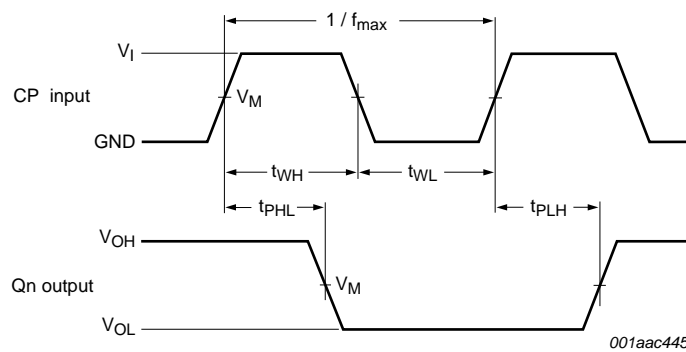 1 / fmax
VI
CP input
VM
GND
tWH
tWL
tPHL
tPLH
VOH
Qn output
VM
VOL
001aac445